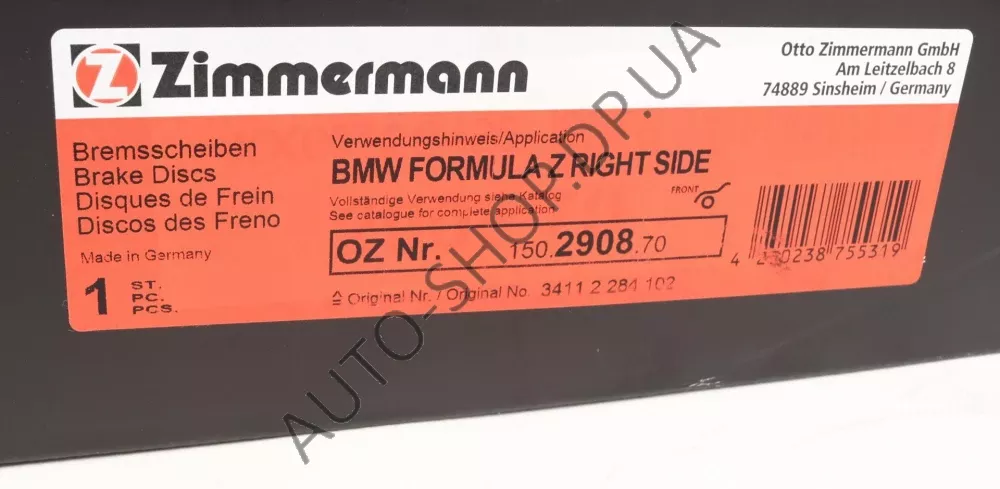 Zimmermann
Otto Zimmermann GmbH
Am Leitzelbach 8
74889 Sinsheim / Germany
Bremsscheiben
Brake Discs
Disques de Frein
Discos des Freno
Made in Germany
1 ST.
PC.
PCS.
Verwendungshinweis/Application
BMW FORMULA Z RIGHT SIDE
Vollständige Verwendung siehe Katalog
See catalogue for complete application
FRONT
OZ Nr. 150.2908.70
Original Nr. / Original No. 3411 2 284 102
AUTO-SHOP.DP.UA